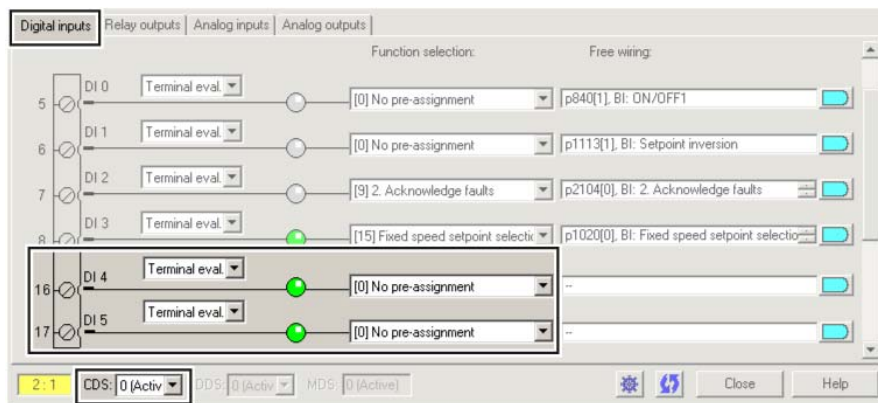 Digital inputs Relay outputs Analog inputs Analog outputs
Function selection: Free wiring:
DI 0 Terminal eval.
5 [0] No pre-assignment p840[1], BI: ON/OFF1
DI 1 Terminal eval.
6 [0] No pre-assignment p1113[1], BI: Setpoint inversion
DI 2 Terminal eval.
7 [9] 2. Acknowledge faults p2104[0], BI: 2. Acknowledge faults
DI 3 Terminal eval.
8 [15] Fixed speed setpoint selectic p1020[0], BI: Fixed speed setpoint selectio
DI 4 Terminal eval.
16 [0] No pre-assignment --
DI 5 Terminal eval.
17 [0] No pre-assignment --
2 : 1 CDS: 0 (Activ DDS: 0 (Activ MDS: 0 (Active) Close Help